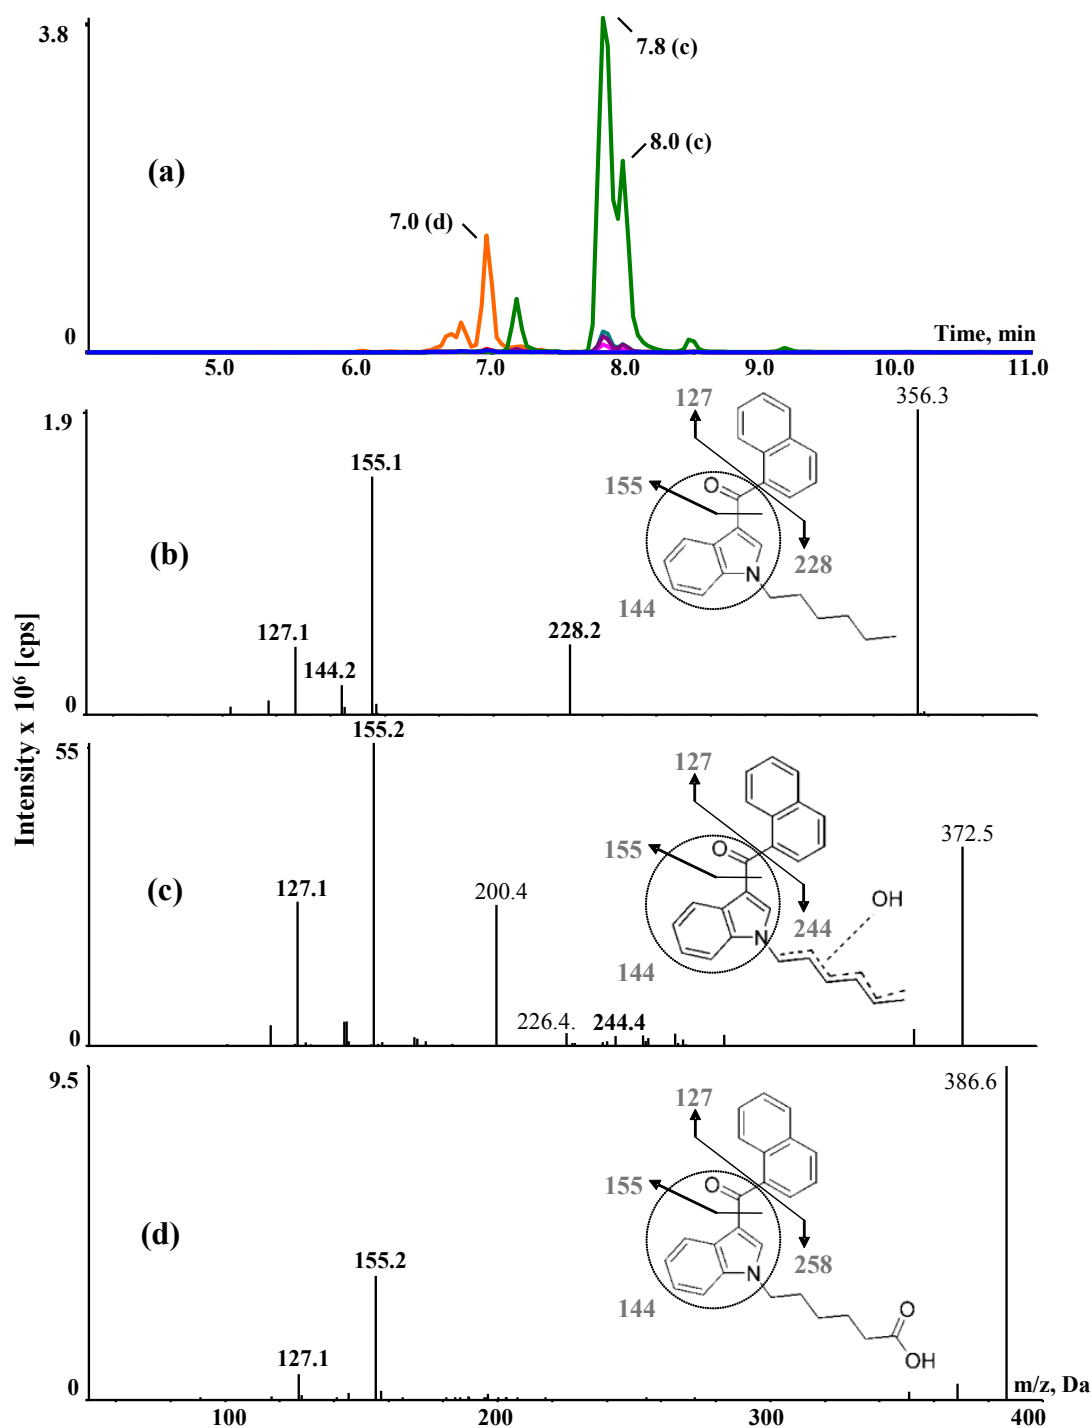 3.8
7.8 (c)
8.0 (c)
(a)
7.0 (d)
0
Time, min
5.0 6.0 7.0 8.0 9.0 10.0 11.0
Intensity x 10⁶ [cps]
1.9
127
356.3
155.1
155
O
(b)
228
N
144
127.1
228.2
144.2
0
155.2
55
127
372.5
155
O
127.1
200.4
OH
(c)
244
N
144
226.4.
244.4
0
9.5
386.6
127
155
O
(d)
155.2
258
N
144
O
127.1
OH
0
m/z, Da
100 200 300 400